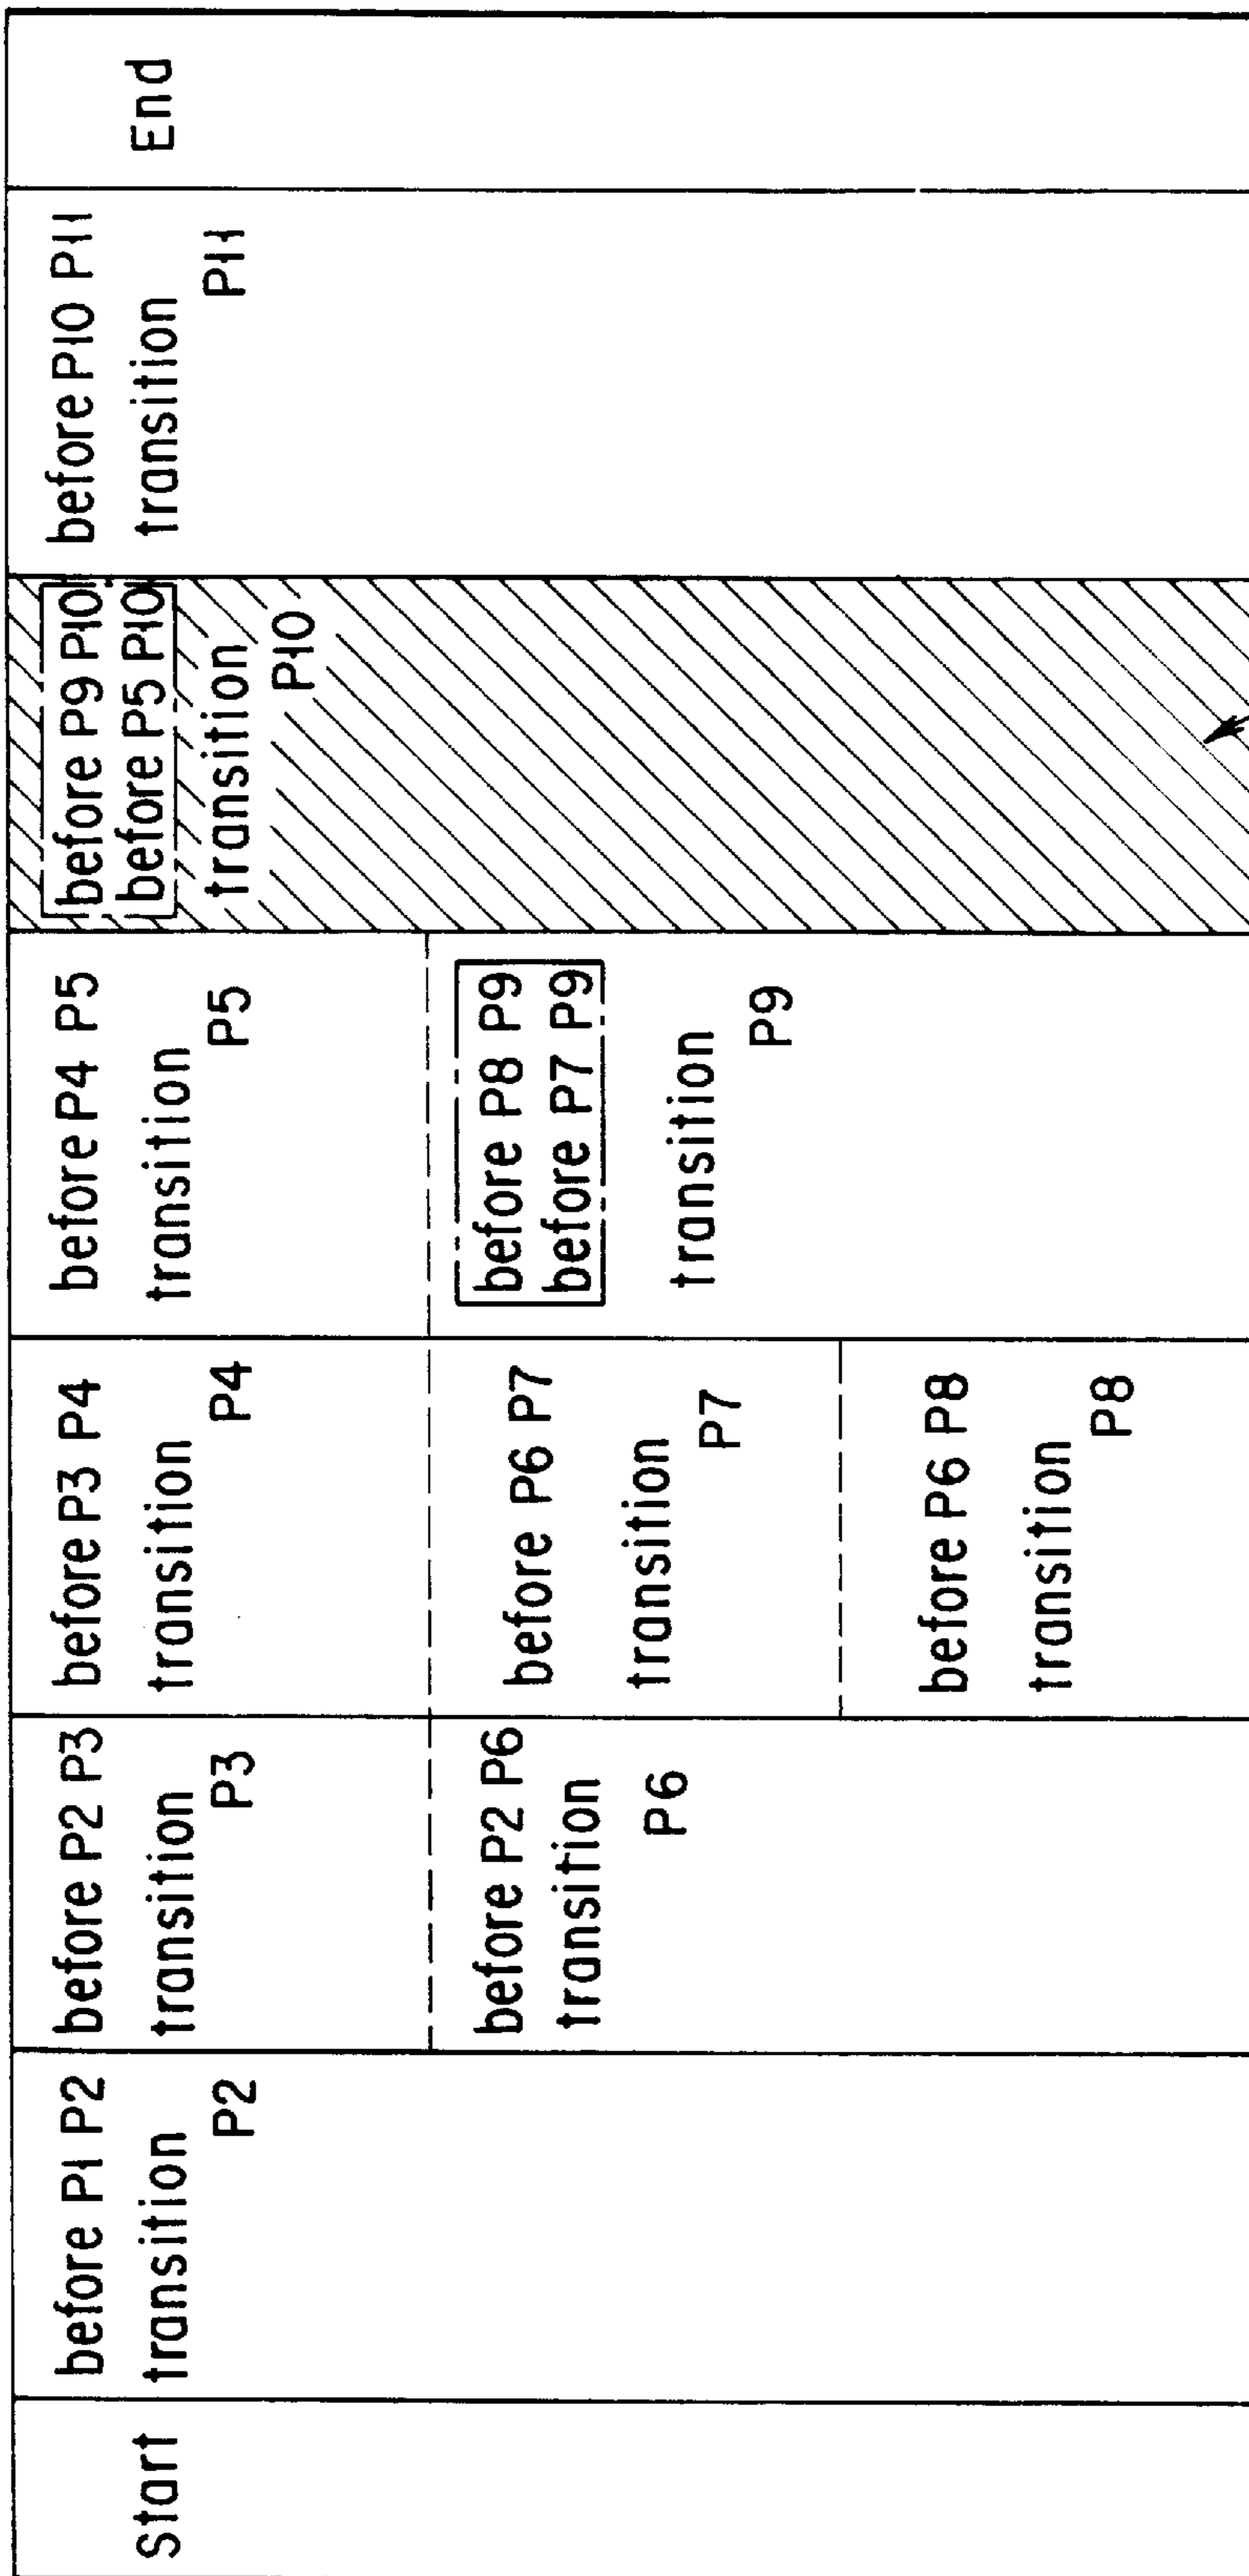 Start
before P1 P2
transition
P2
before P2 P3
transition
P3
before P2 P6
transition
P6
before P3 P4
transition
P4
before P6 P7
transition
P7
before P6 P8
transition
P8
before P4 P5
transition
P5
before P8 P9
before P7 P9
transition
P9
before P9 P10
before P5 P10
transition
P10
before P10 P11
transition
P11
End